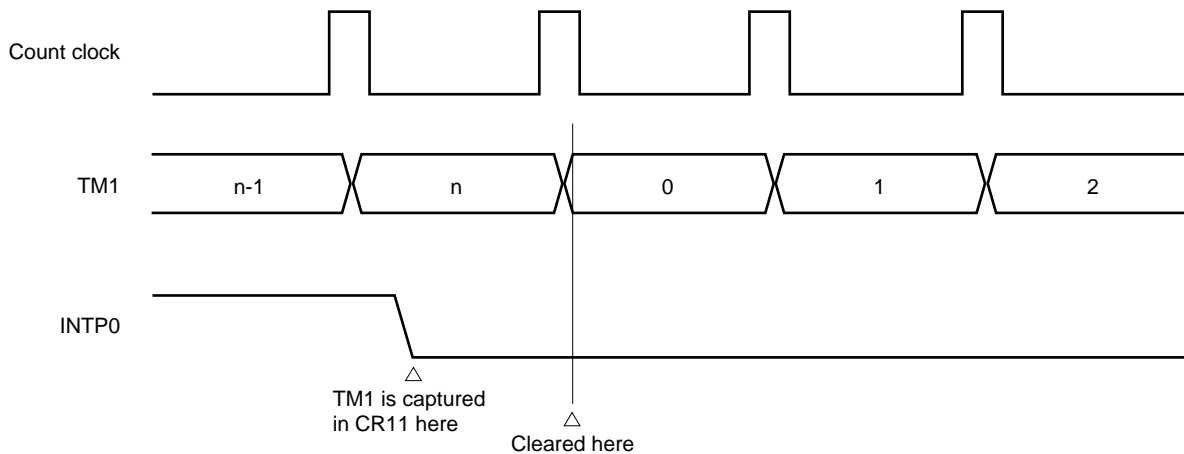 Count clock
TM1
n-1
n
0
1
2
INTP0
TM1 is captured
in CR11 here
Cleared here